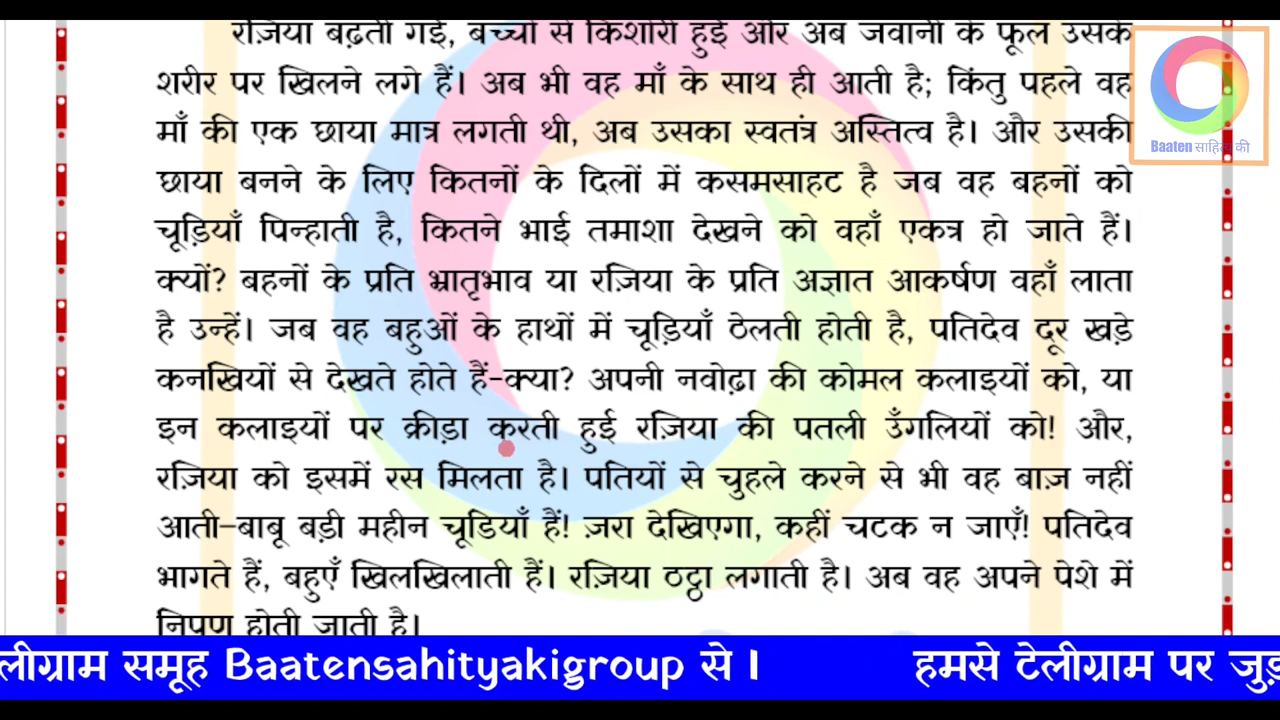 रज़िया बढ़ती गई, बच्ची से किशोरी हुई और अब जवानी के फूल उसके
शरीर पर खिलने लगे हैं। अब भी वह माँ के साथ ही आती है; किंतु पहले वह
माँ की एक छाया मात्र लगती थी, अब उसका स्वतंत्र अस्तित्व है। और उसकी
छाया बनने के लिए कितनों के दिलों में कसमसाहट है जब वह बहनों को
चूड़ियाँ पिन्हाती है, कितने भाई तमाशा देखने को वहाँ एकत्र हो जाते हैं।
क्यों? बहनों के प्रति भ्रातृभाव या रज़िया के प्रति अज्ञात आकर्षण वहाँ लाता
है उन्हें। जब वह बहुओं के हाथों में चूड़ियाँ ठेलती होती है, पतिदेव दूर खड़े
कनखियों से देखते होते हैं-क्या? अपनी नवोढ़ा की कोमल कलाइयों को, या
इन कलाइयों पर क्रीड़ा करती हुई रज़िया की पतली उँगलियों को! और,
रज़िया को इसमें रस मिलता है। पतियों से चुहले करने से भी वह बाज़ नहीं
आती-बाबू बड़ी महीन चूडियाँ हैं! ज़रा देखिएगा, कहीं चटक न जाएँ! पतिदेव
भागते हैं, बहुएँ खिलखिलाती हैं। रज़िया ठट्ठा लगाती है। अब वह अपने पेशे में
निपुण होती जाती है।
Baaten साहित्य की
लीग्राम समूह Baatensahityakigroup से । हमसे टेलीग्राम पर जुड़